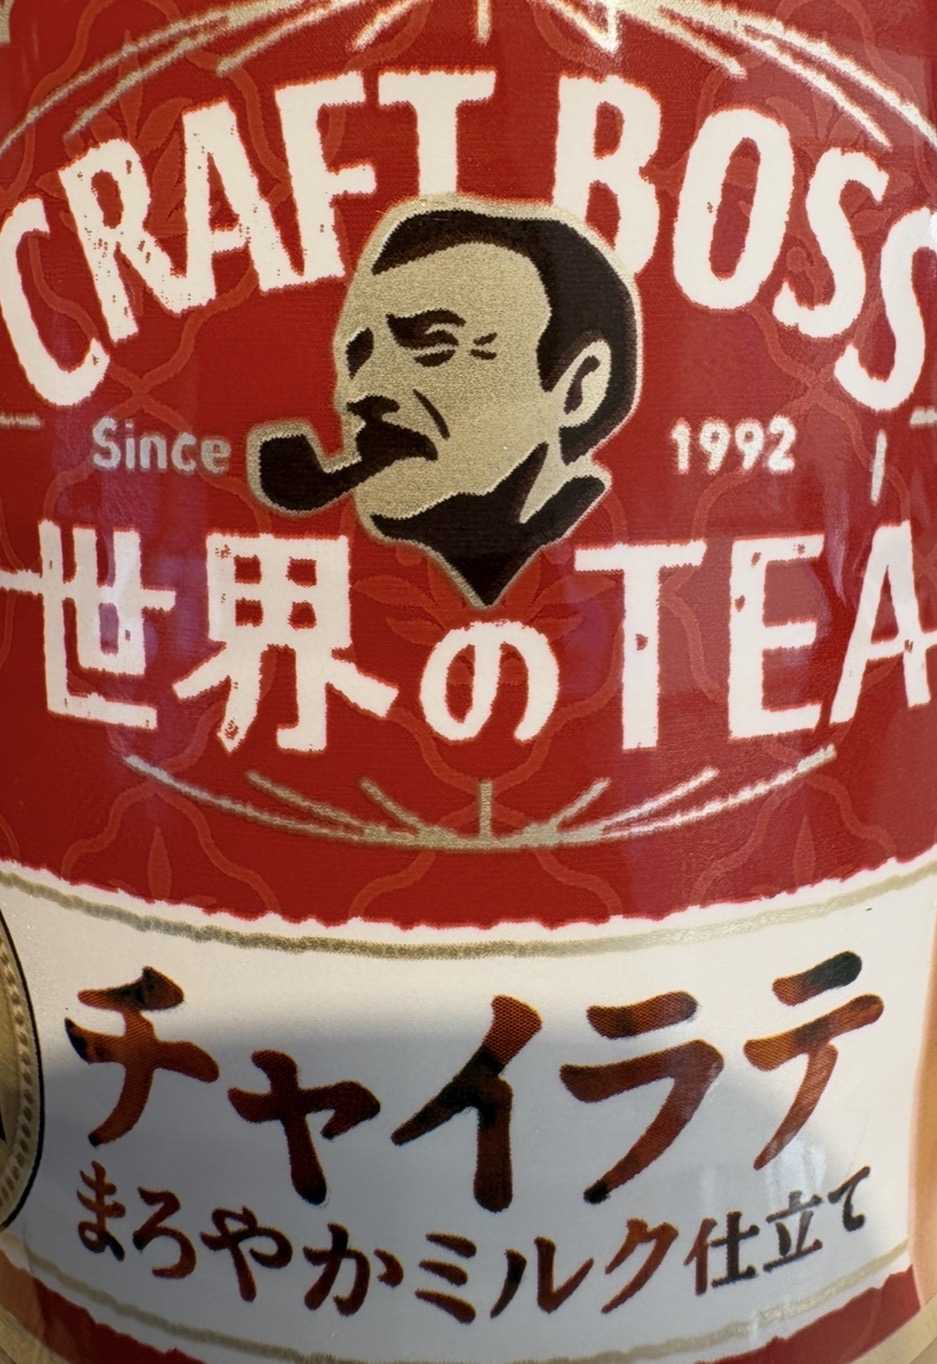 CRAFT BOSS
Since 1992
世界のTEA
チャイラテ
まろやかミルク仕立て